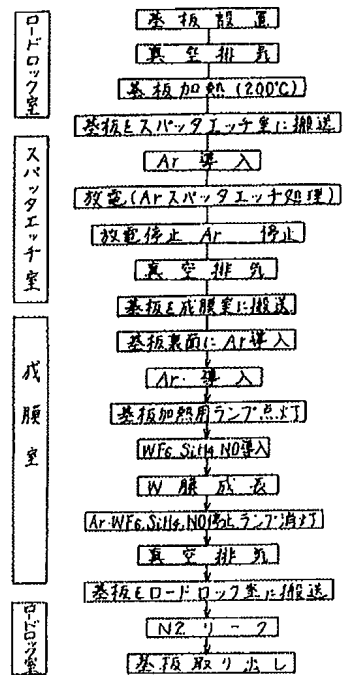 ロードロック室
基板設置
真空排気
基板加熱(200℃)
基板をスパッタエッチ室に搬送
スパッタエッチ室
Ar 導入
放電(Arスパッタエッチ処理)
放電停止 Ar 停止
真空排気
基板を成膜室に搬送
成膜室
基板裏面にAr導入
Ar・導入
基板加熱用ランプ点灯
WF6,SiH4,NO導入
W膜成長
Ar・WF6,SiH4,NO停止ランプ消灯
真空排気
基板をロードロック室に搬送
ロードロック室
N2リーク
基板取り出し